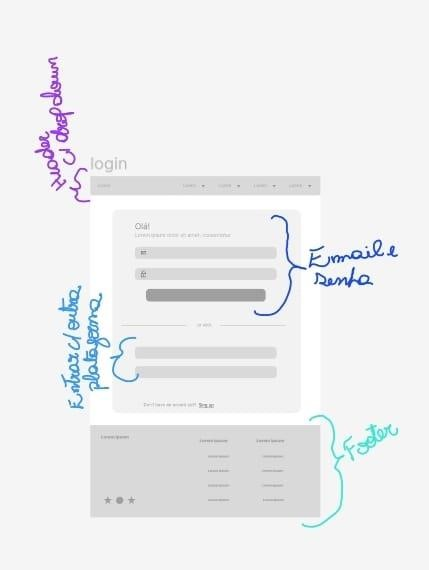 Header
c/ dropdown
login
Olá!
Lorem ipsum dolor sit amet, consectetur
Email e
senha
Entrar c/ outra
plataforma
or with
Don't have an account yet? Sign up
Footer
Lorem ipsum
Lorem ipsum
Lorem ipsum